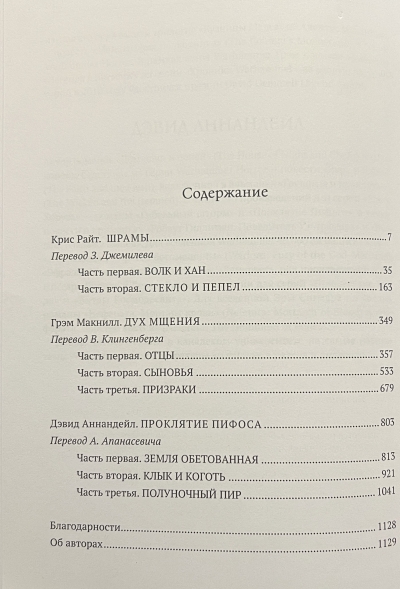 Содержание
Крис Райт. ШРАМЫ 7
Перевод З. Джемилева
Часть первая. ВОЛК И ХАН 35
Часть вторая. СТЕКЛО И ПЕПЕЛ 163
Грэм Макнилл. ДУХ МЩЕНИЯ 349
Перевод В. Клингенберга
Часть первая. ОТЦЫ 357
Часть вторая. СЫНОВЬЯ 533
Часть третья. ПРИЗРАКИ 679
Дэвид Аннандейл. ПРОКЛЯТИЕ ПИФОСА 803
Перевод А. Апанасевича
Часть первая. ЗЕМЛЯ ОБЕТОВАННАЯ 813
Часть вторая. КЛЫК И КОГОТЬ 921
Часть третья. ПОЛУНОЧНЫЙ ПИР 1041
Благодарности 1128
Об авторах 1129